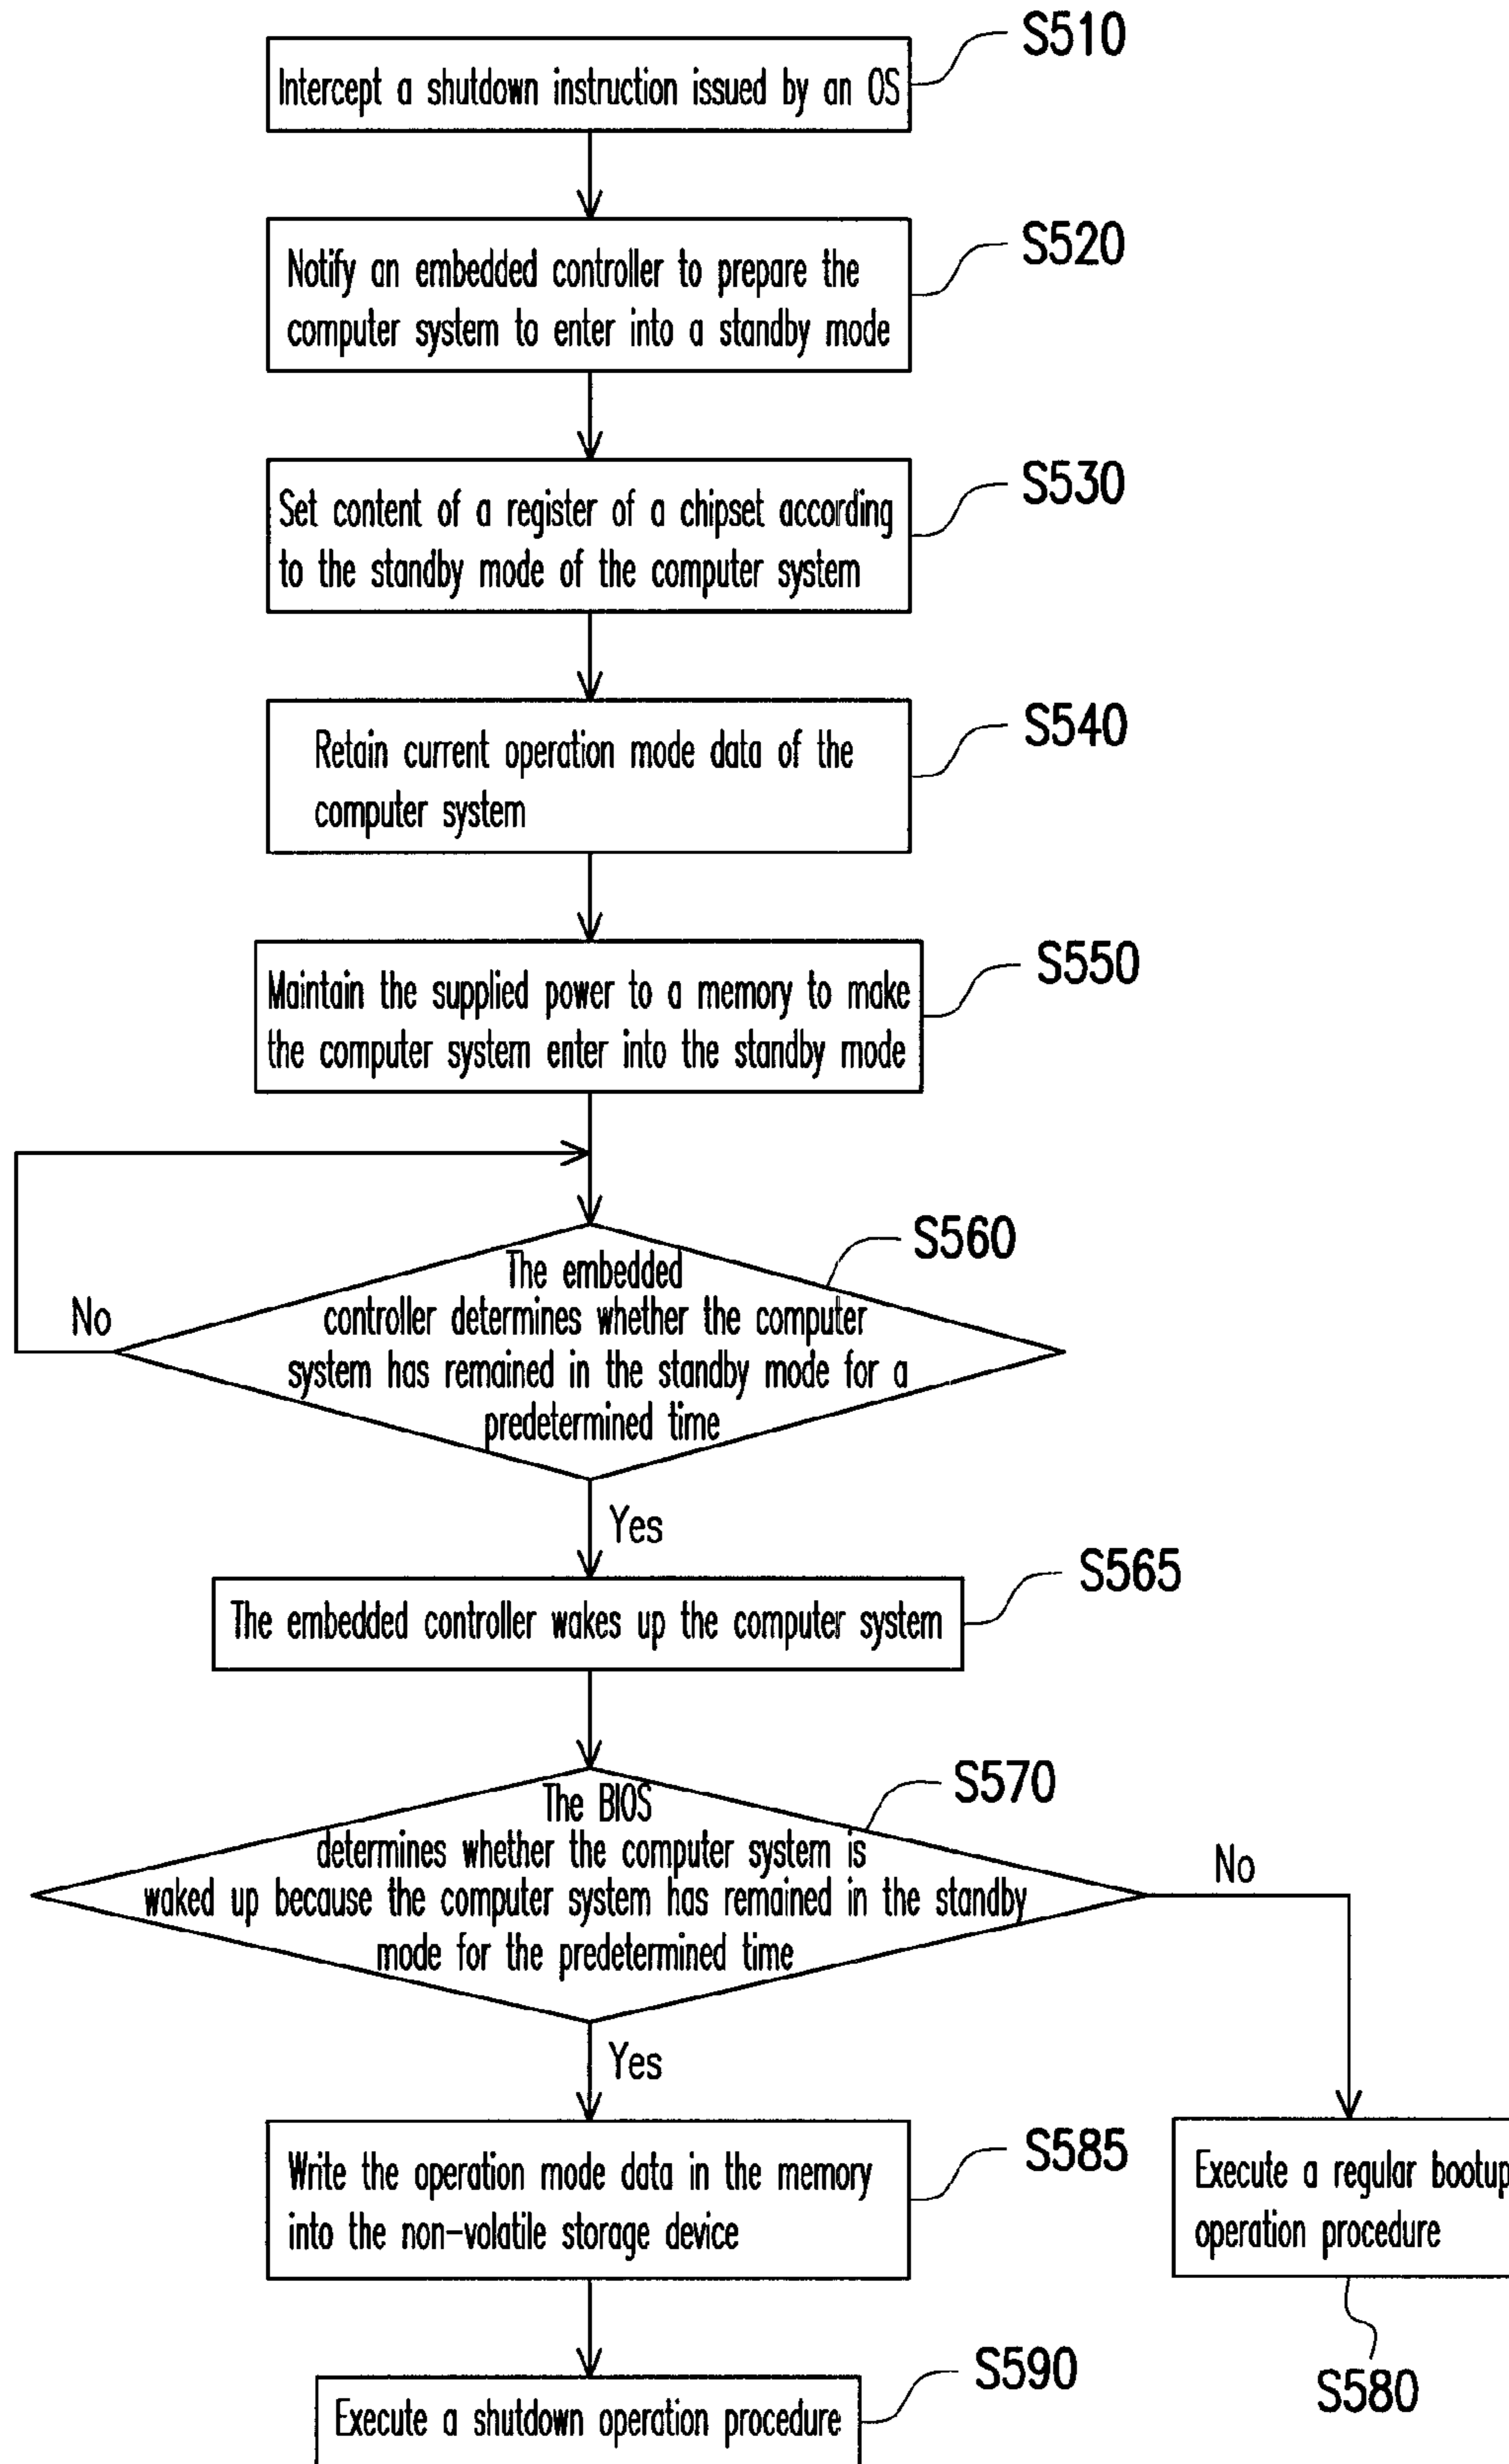 S510
Intercept a shutdown instruction issued by an OS
S520
Notify an embedded controller to prepare the
computer system to enter into a standby mode
S530
Set content of a register of a chipset according
to the standby mode of the computer system
S540
Retain current operation mode data of the
computer system
S550
Maintain the supplied power to a memory to make
the computer system enter into the standby mode
S560
The embedded
controller determines whether the computer
system has remained in the standby mode for a
predetermined time
No
Yes
S565
The embedded controller wakes up the computer system
S570
The BIOS
determines whether the computer system is
waked up because the computer system has remained in the standby
mode for the predetermined time
No
Yes
S585
Write the operation mode data in the memory
into the non-volatile storage device
Execute a regular bootup
operation procedure
S580
S590
Execute a shutdown operation procedure